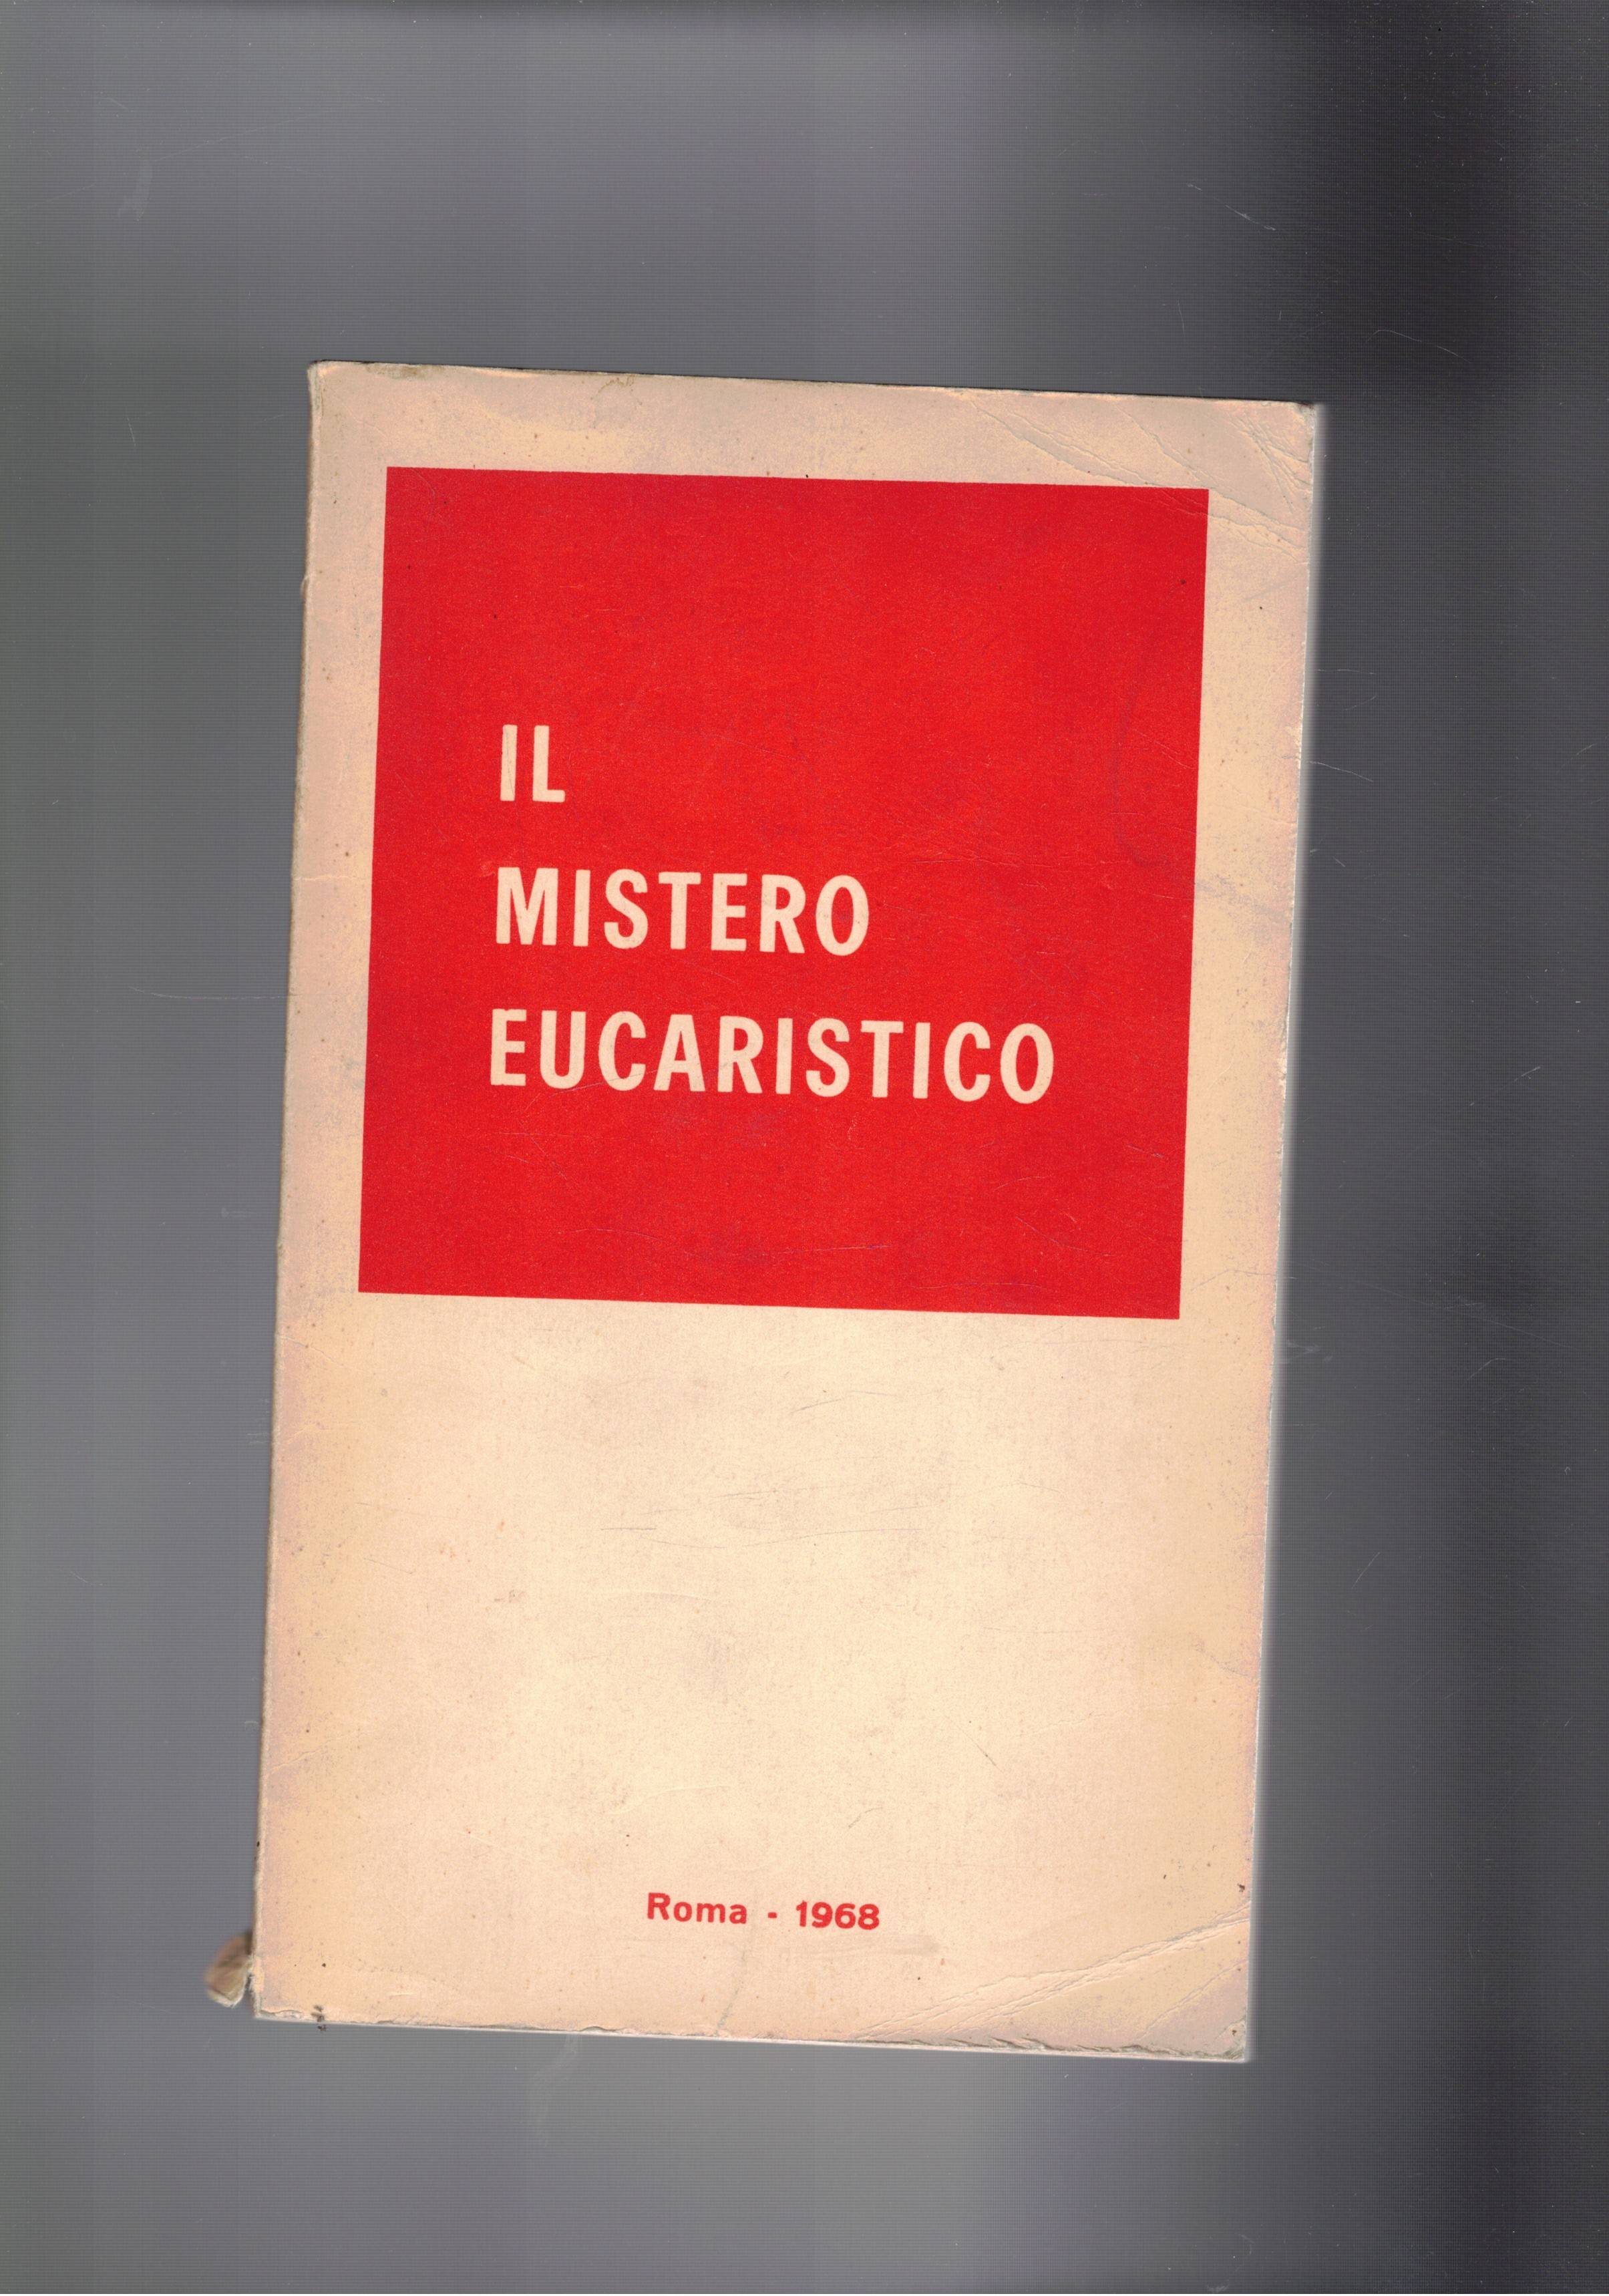 IL
MISTERO
EUCARISTICO
Roma - 1968